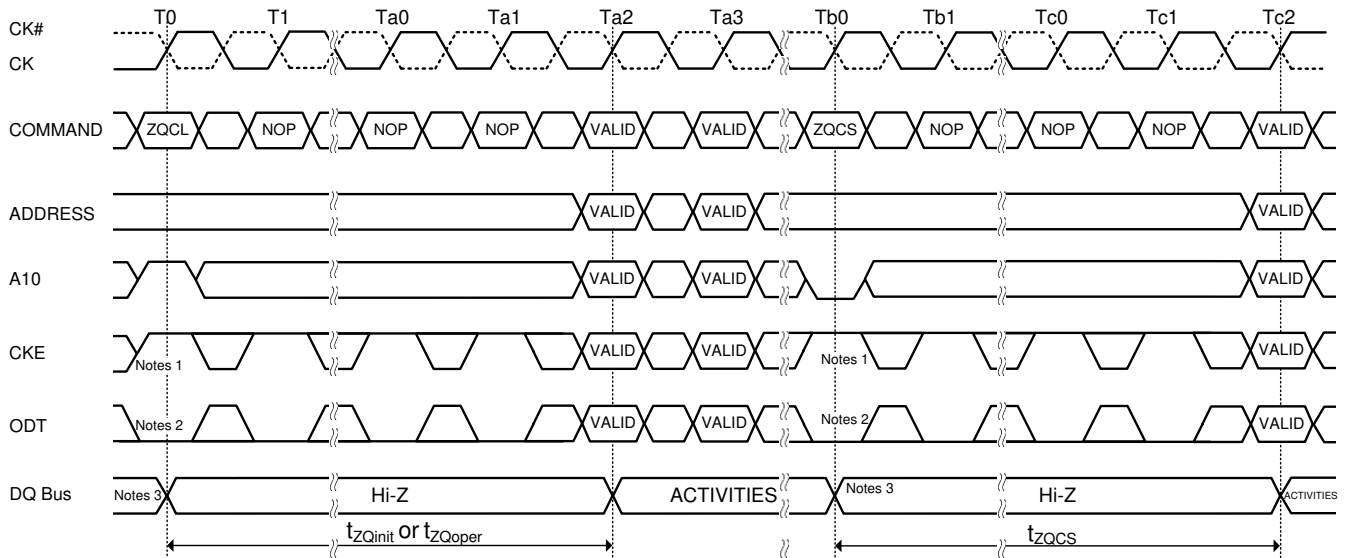 T0 T1 Ta0 Ta1 Ta2 Ta3 Tb0 Tb1 Tc0 Tc1 Tc2
CK#
CK
COMMAND ZQCL NOP NOP NOP VALID VALID ZQCS NOP NOP NOP VALID
ADDRESS VALID VALID VALID
A10 VALID VALID VALID
CKE Notes 1 VALID VALID Notes 1 VALID
ODT Notes 2 VALID VALID Notes 2 VALID
DQ Bus Notes 3 Hi-Z ACTIVITIES Notes 3 Hi-Z ACTIVITIES
tZQinit or tZQoper tZQCS